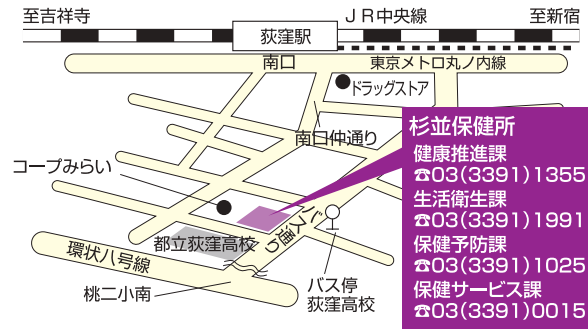 至吉祥寺
JR中央線
至新宿
荻窪駅
南口
東京メトロ丸ノ内線
ドラッグストア
南口仲通り
杉並保健所
健康推進課
☎03(3391)1355
生活衛生課
☎03(3391)1991
保健予防課
☎03(3391)1025
保健サービス課
☎03(3391)0015
コープみらい
バス通り
都立荻窪高校
環状八号線
バス停
荻窪高校
桃二小南